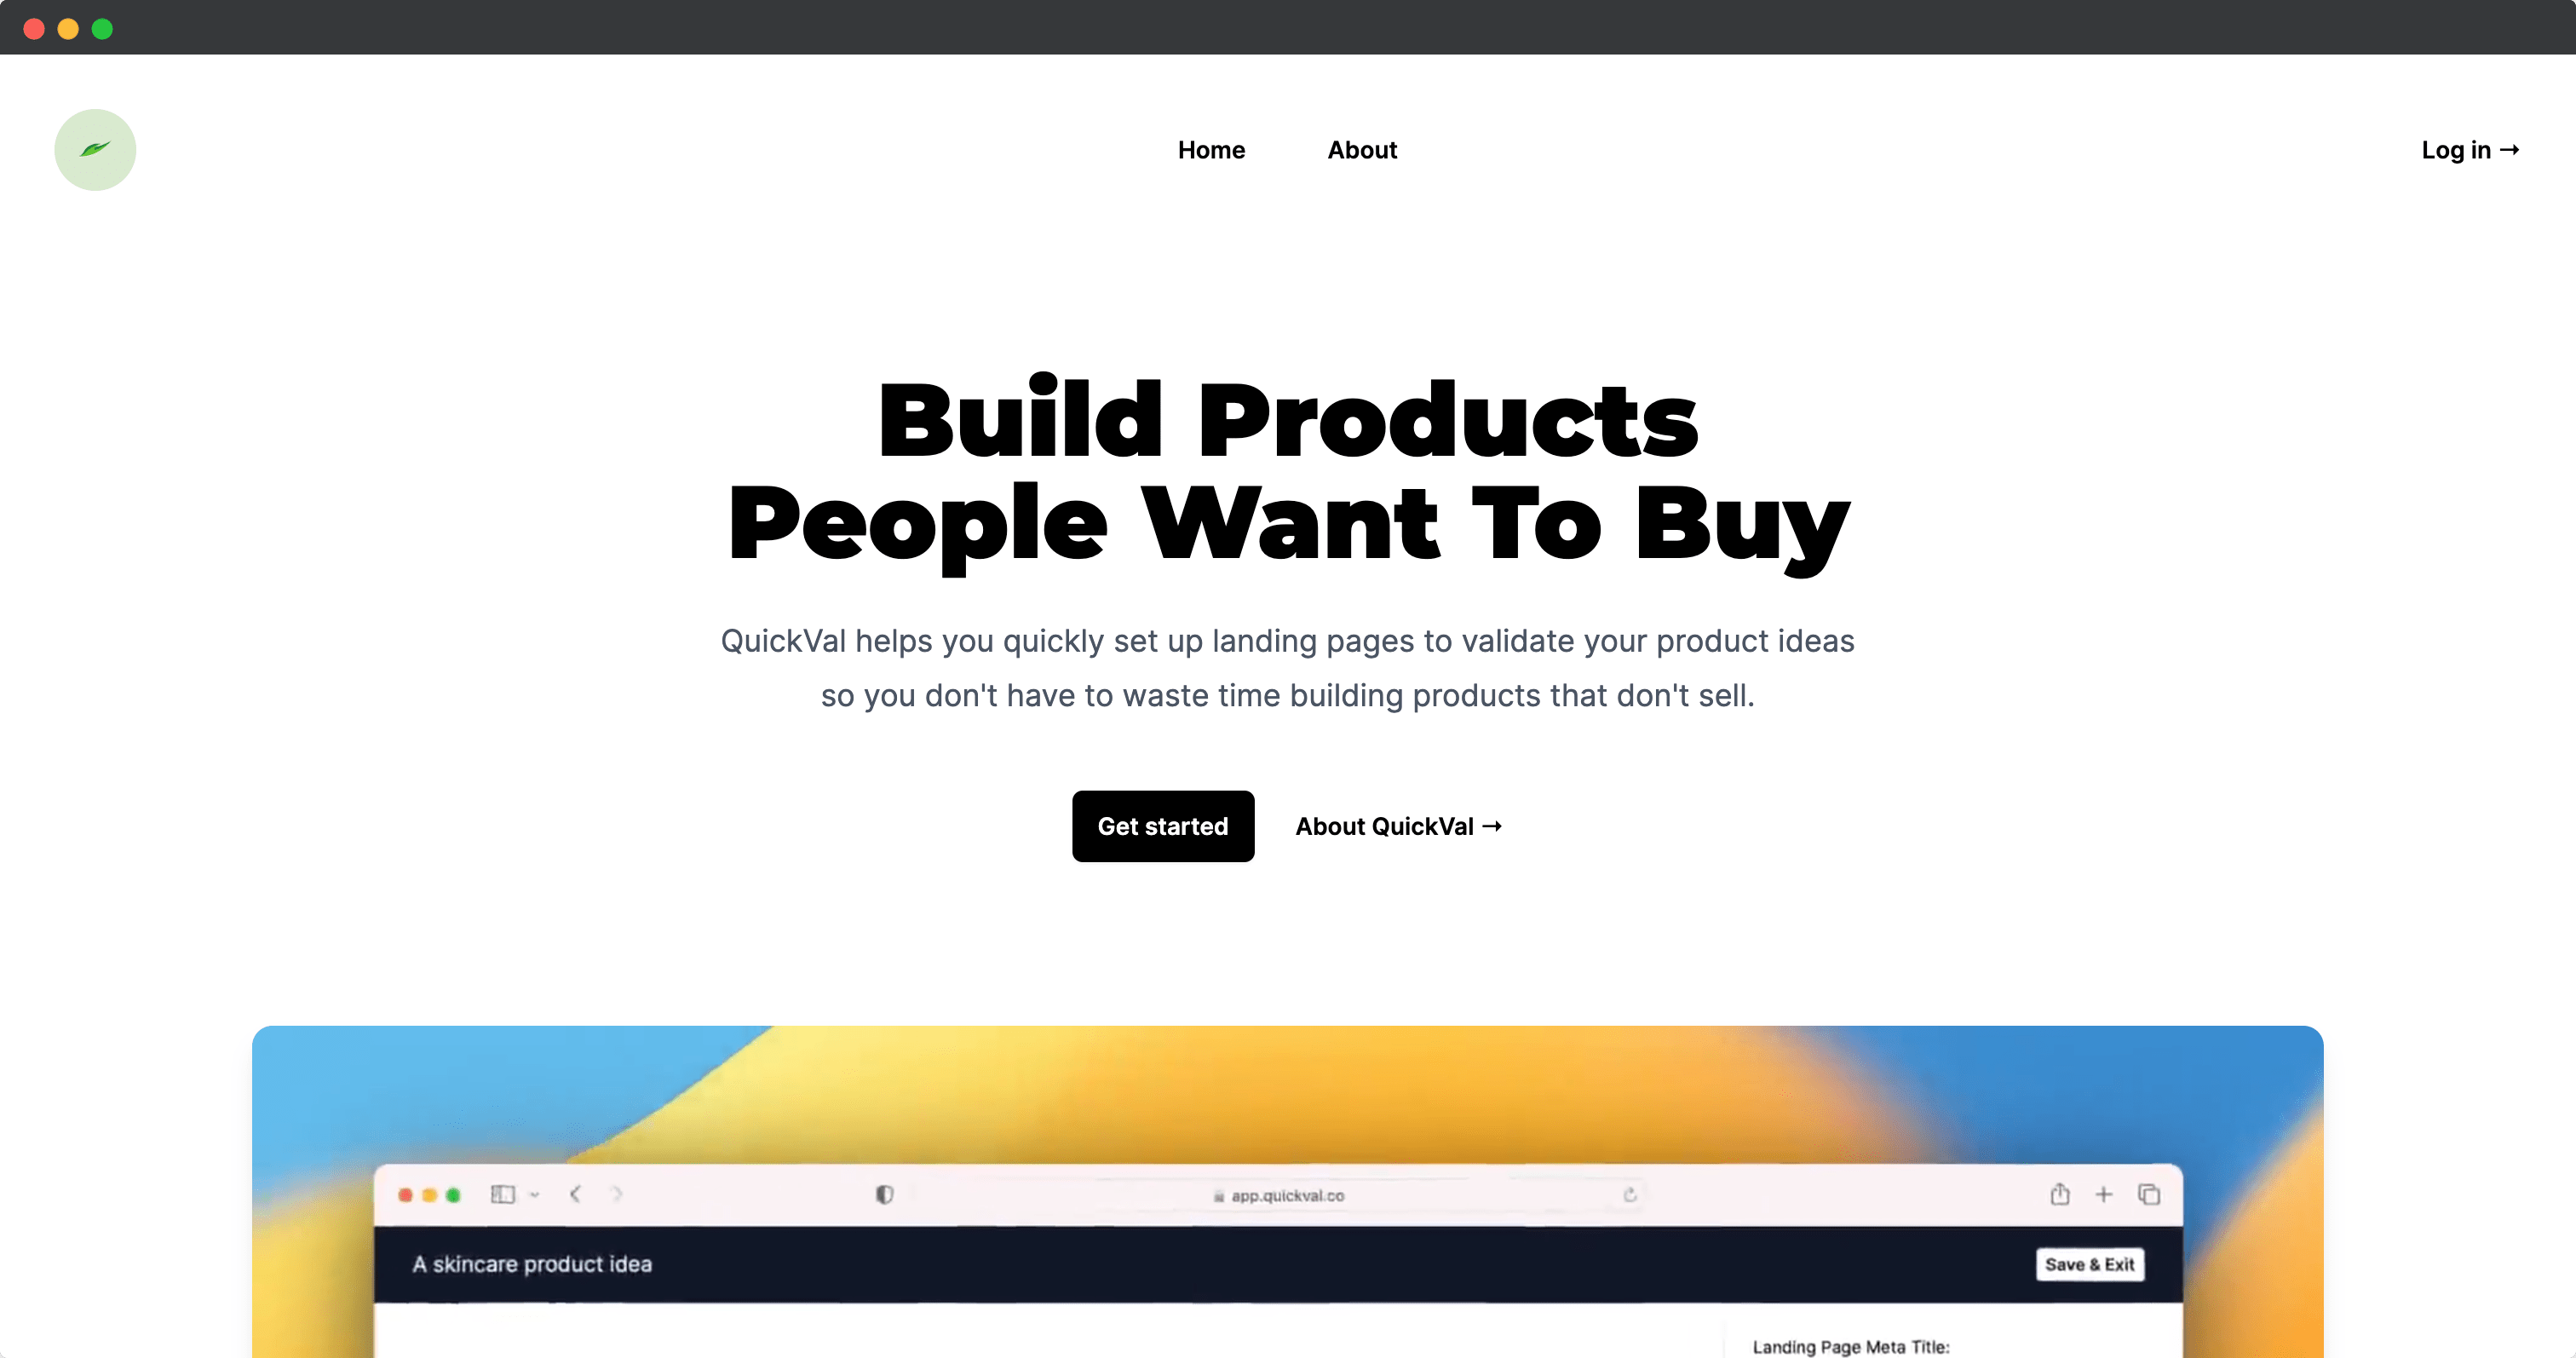 Home
About
Log in →
Build Products
People Want To Buy
QuickVal helps you quickly set up landing pages to validate your product ideas
so you don't have to waste time building products that don't sell.
Get started
About QuickVal →
app.quickval.co
A skincare product idea
Save & Exit
Landing Page Meta Title: